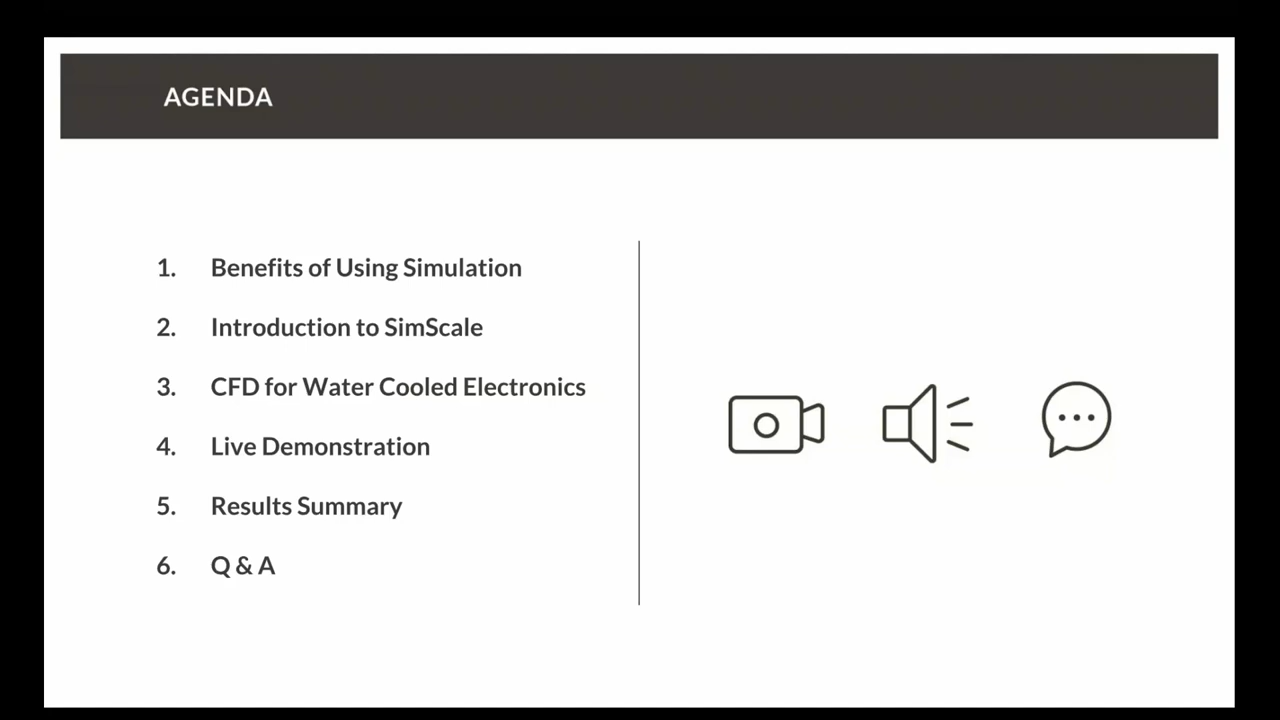 AGENDA
1. Benefits of Using Simulation
2. Introduction to SimScale
3. CFD for Water Cooled Electronics
4. Live Demonstration
5. Results Summary
6. Q & A